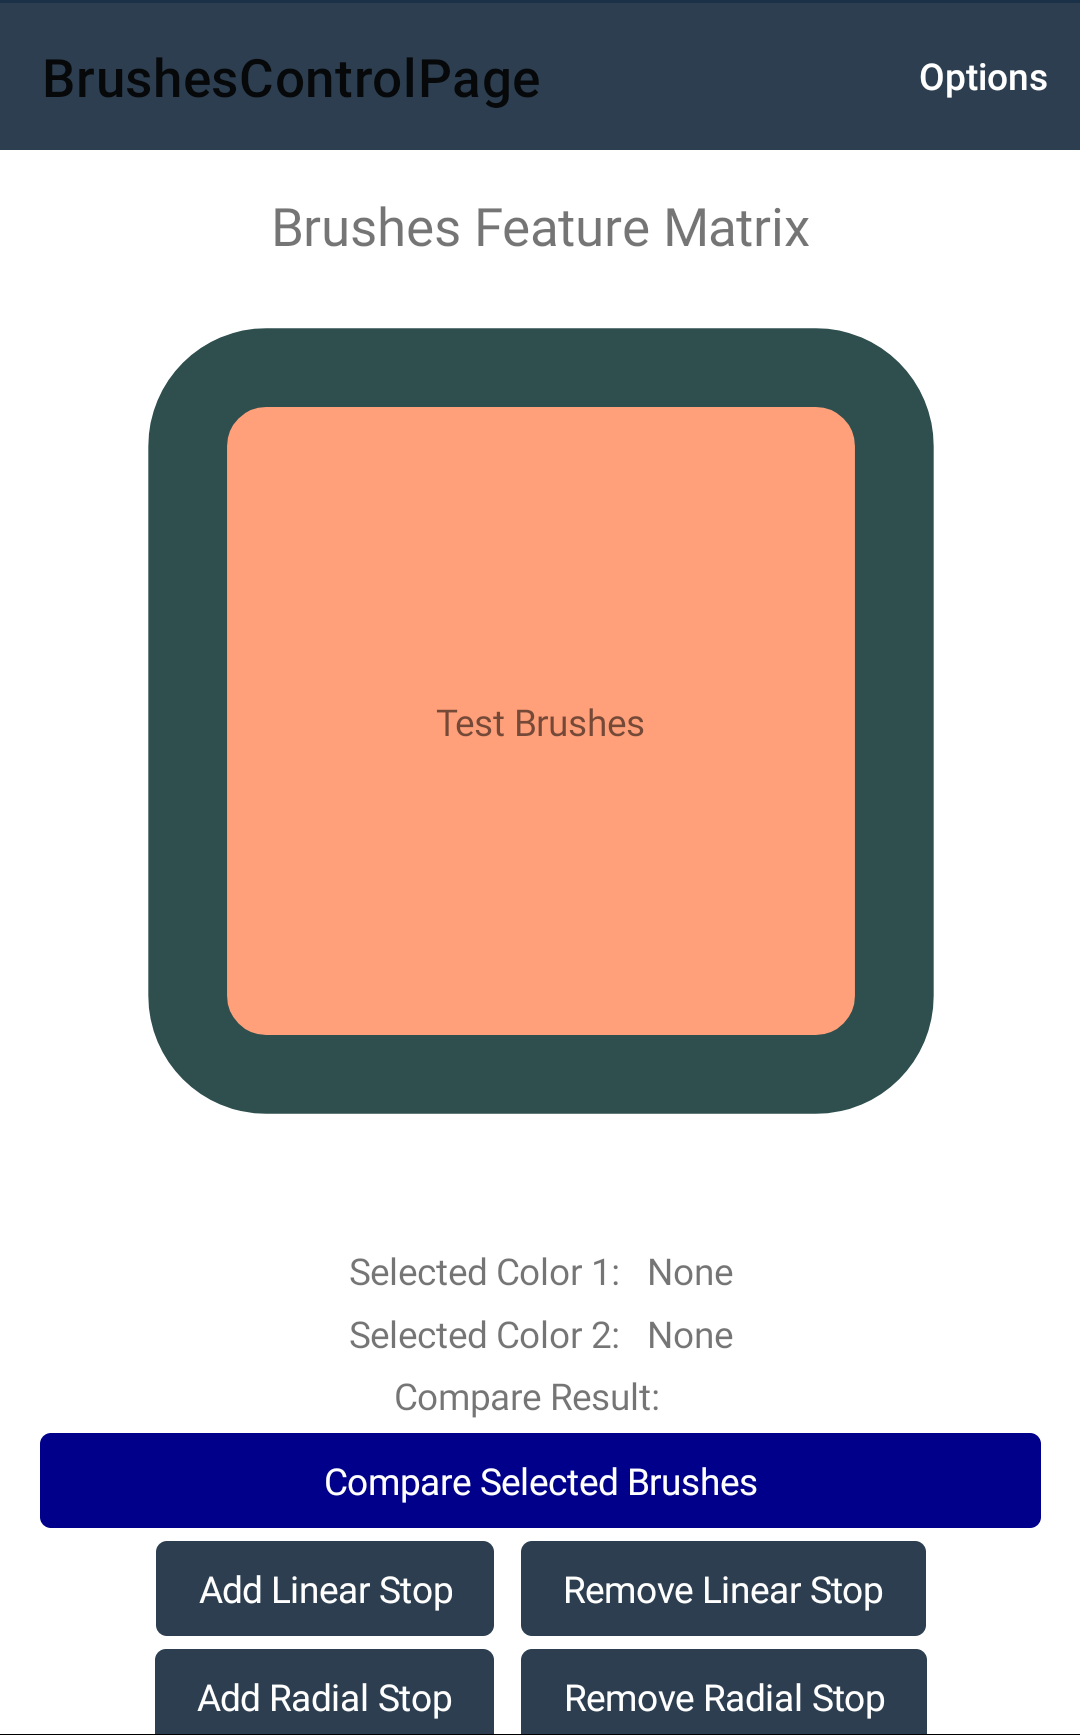 BrushesControlPage
Options
Brushes Feature Matrix
Test Brushes
Selected Color 1: None
Selected Color 2: None
Compare Result:
Compare Selected Brushes
Add Linear Stop
Remove Linear Stop
Add Radial Stop
Remove Radial Stop